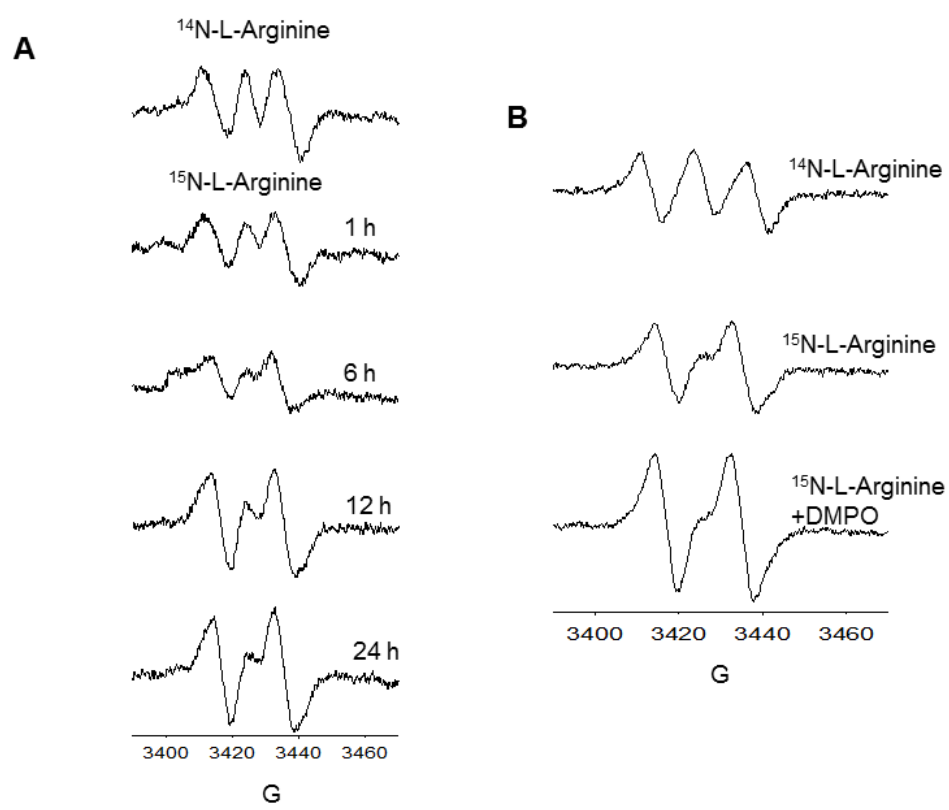 A
¹⁴N-L-Arginine
¹⁵N-L-Arginine
1 h
6 h
12 h
24 h
3400 3420 3440 3460
G
B
¹⁴N-L-Arginine
¹⁵N-L-Arginine
¹⁵N-L-Arginine
+DMPO
3400 3420 3440 3460
G